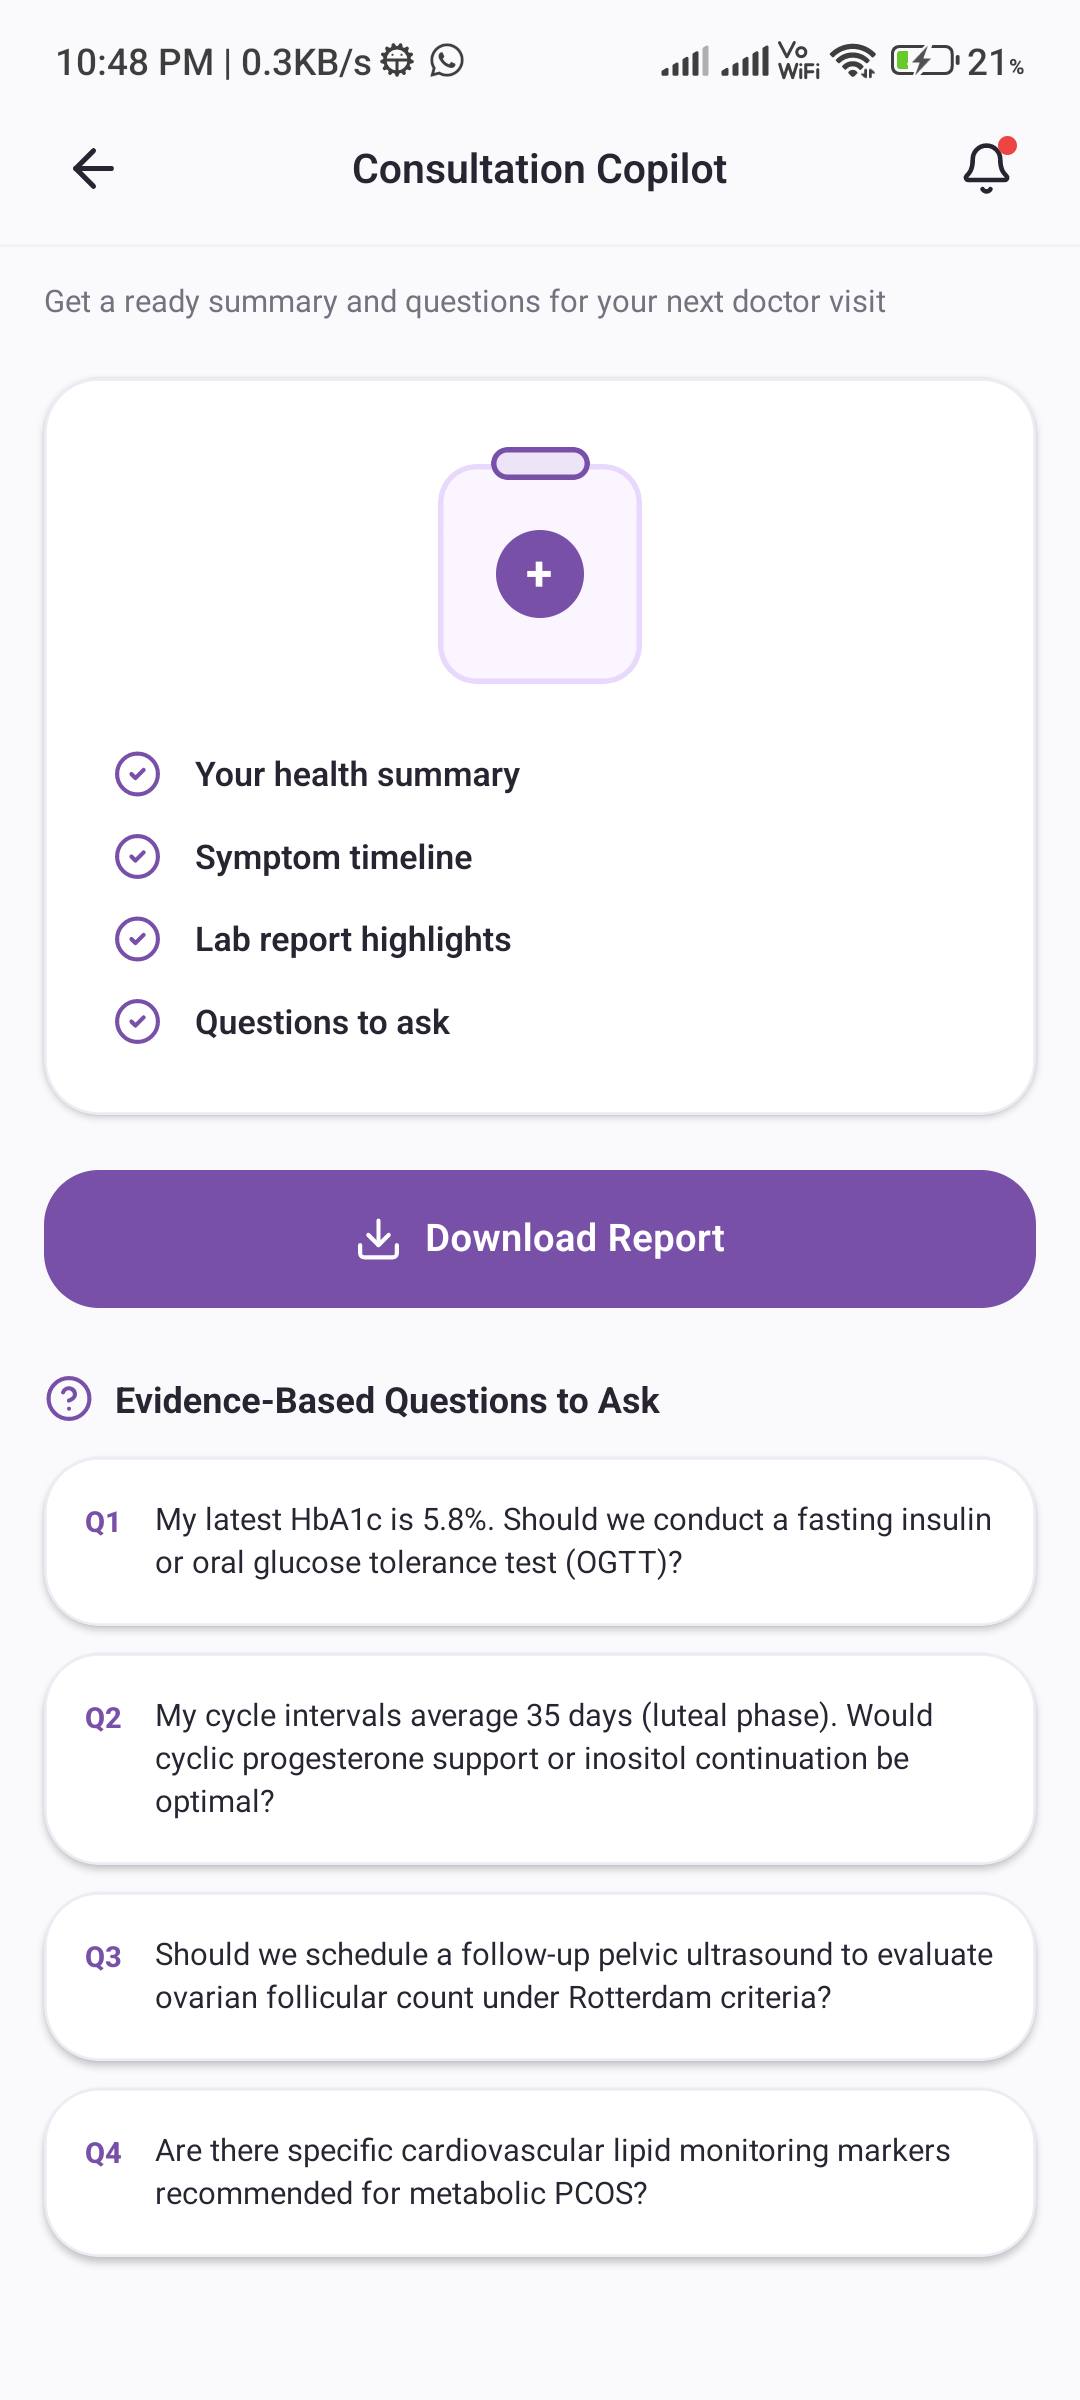 10:48 PM | 0.3KB/s
Vo WiFi 21%
Consultation Copilot
Get a ready summary and questions for your next doctor visit
+
Your health summary
Symptom timeline
Lab report highlights
Questions to ask
Download Report
Evidence-Based Questions to Ask
Q1 My latest HbA1c is 5.8%. Should we conduct a fasting insulin
or oral glucose tolerance test (OGTT)?
Q2 My cycle intervals average 35 days (luteal phase). Would
cyclic progesterone support or inositol continuation be
optimal?
Q3 Should we schedule a follow-up pelvic ultrasound to evaluate
ovarian follicular count under Rotterdam criteria?
Q4 Are there specific cardiovascular lipid monitoring markers
recommended for metabolic PCOS?